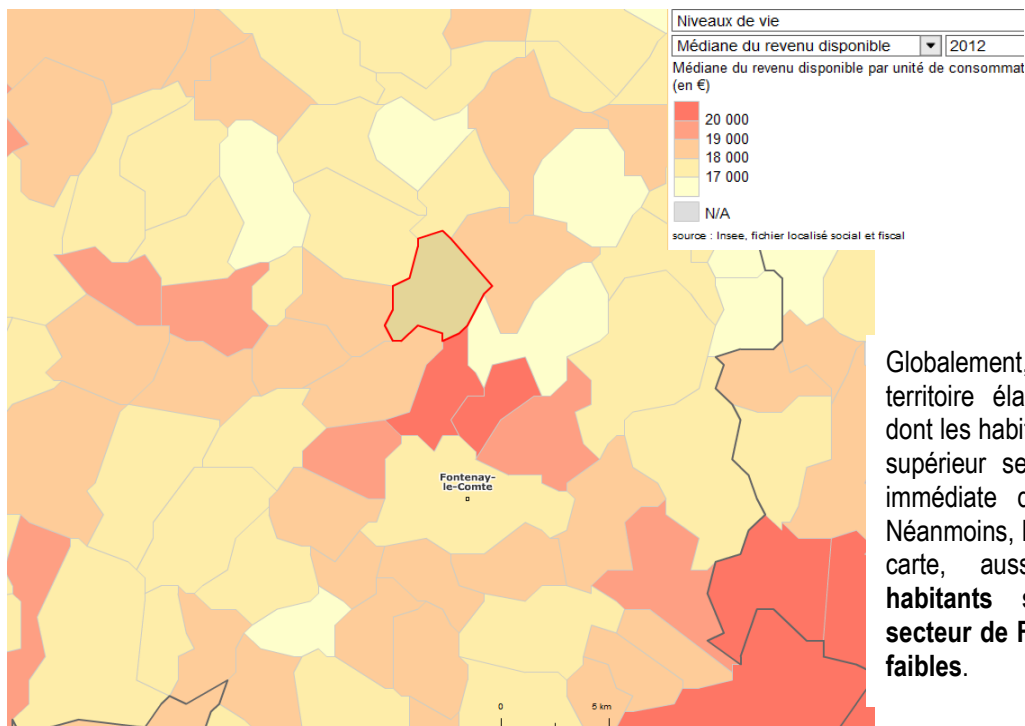 Niveaux de vie
Médiane du revenu disponible 2012
Médiane du revenu disponible par unité de consommat
(en €)
20 000
19 000
18 000
17 000
N/A
source : Insee, fichier localisé social et fiscal
Fontenay-
le-Comte
0 5 km
Globalement,
territoire éla
dont les habit
supérieur se
immédiate d
Néanmoins, l
carte, auss
habitants s
secteur de F
faibles.